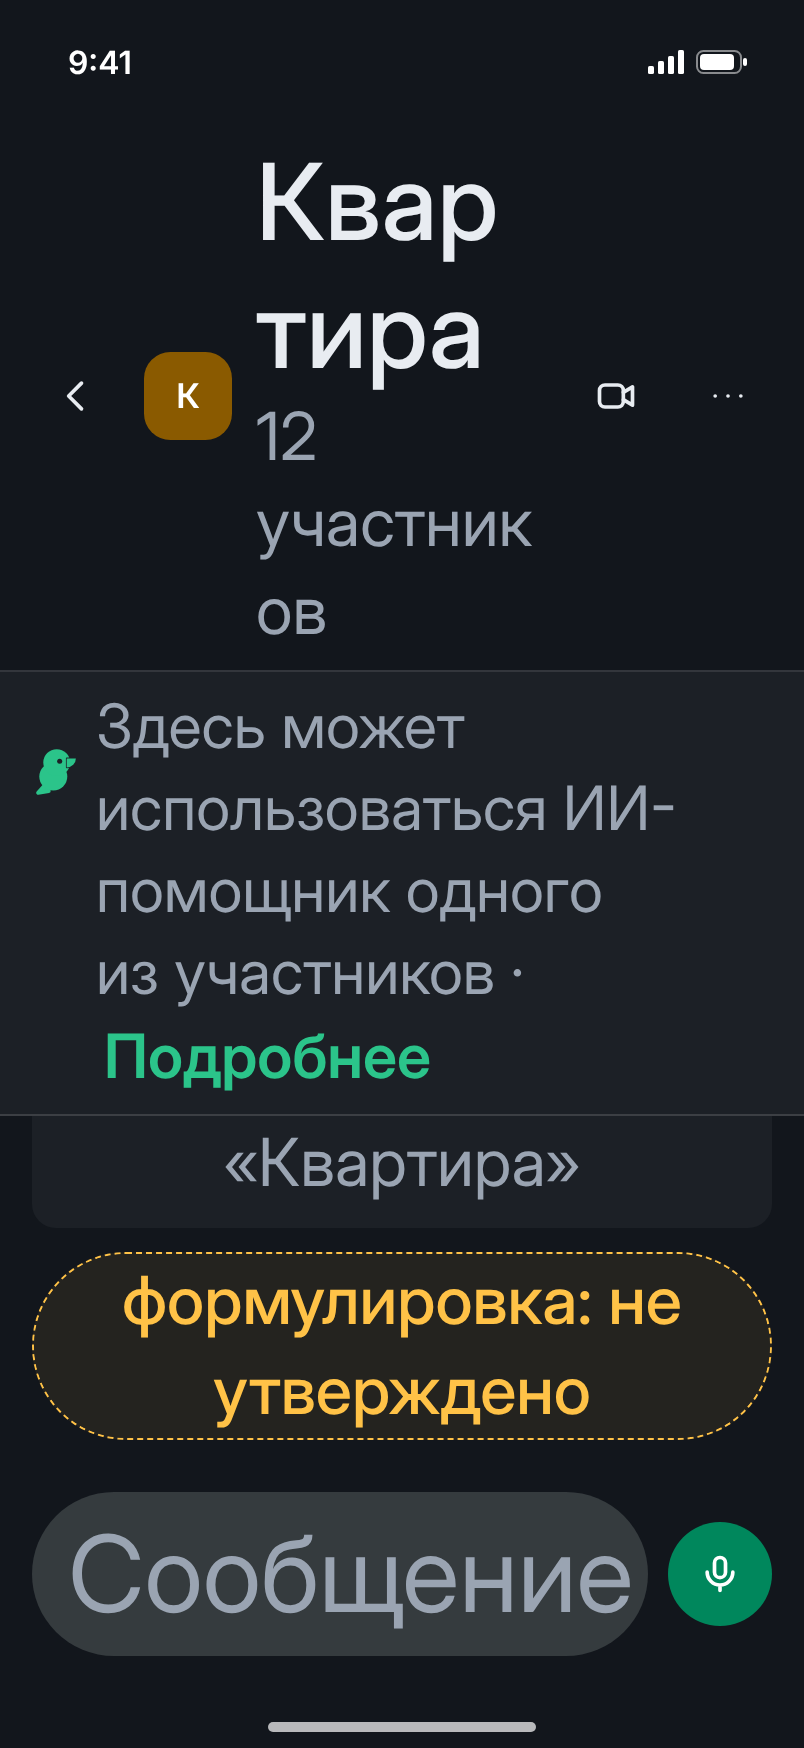 9:41
Квар
тира
К
12
участник
ов
Здесь может
использоваться ИИ-
помощник одного
из участников ·
Подробнее
«Квартира»
формулировка: не
утверждено
Сообщение